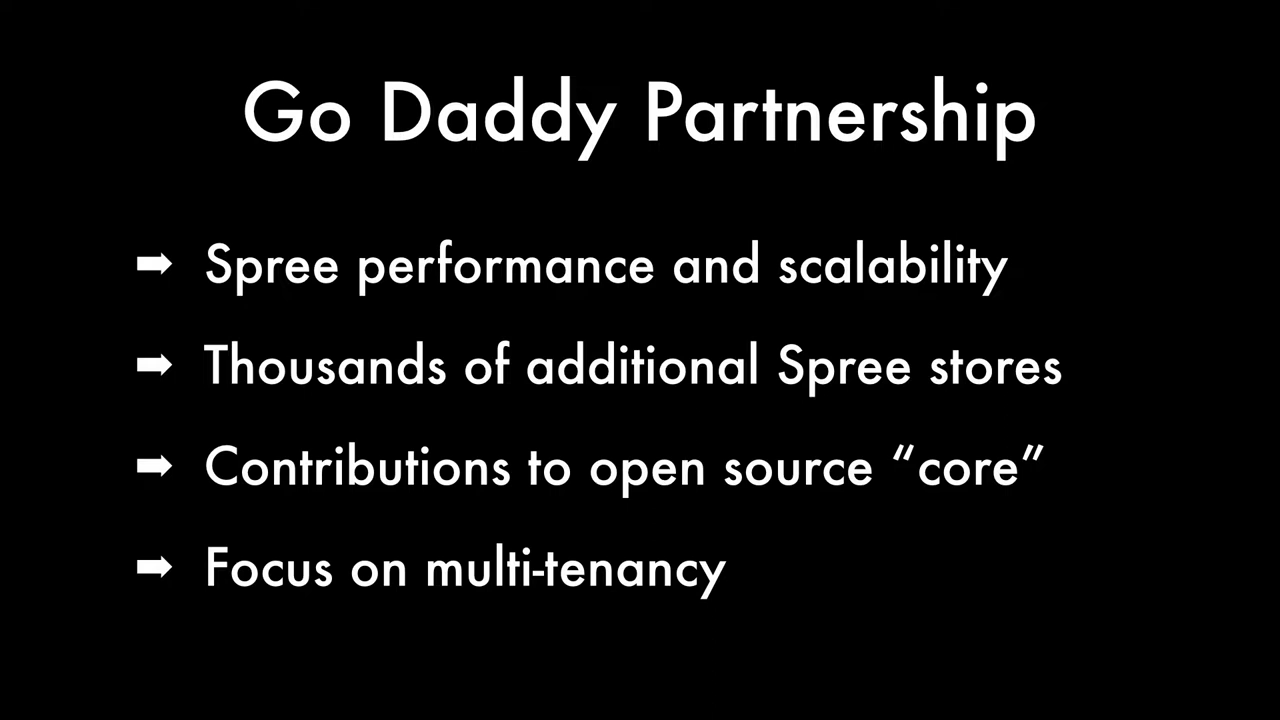 Go Daddy Partnership
➡ Spree performance and scalability
➡ Thousands of additional Spree stores
➡ Contributions to open source “core”
➡ Focus on multi-tenancy